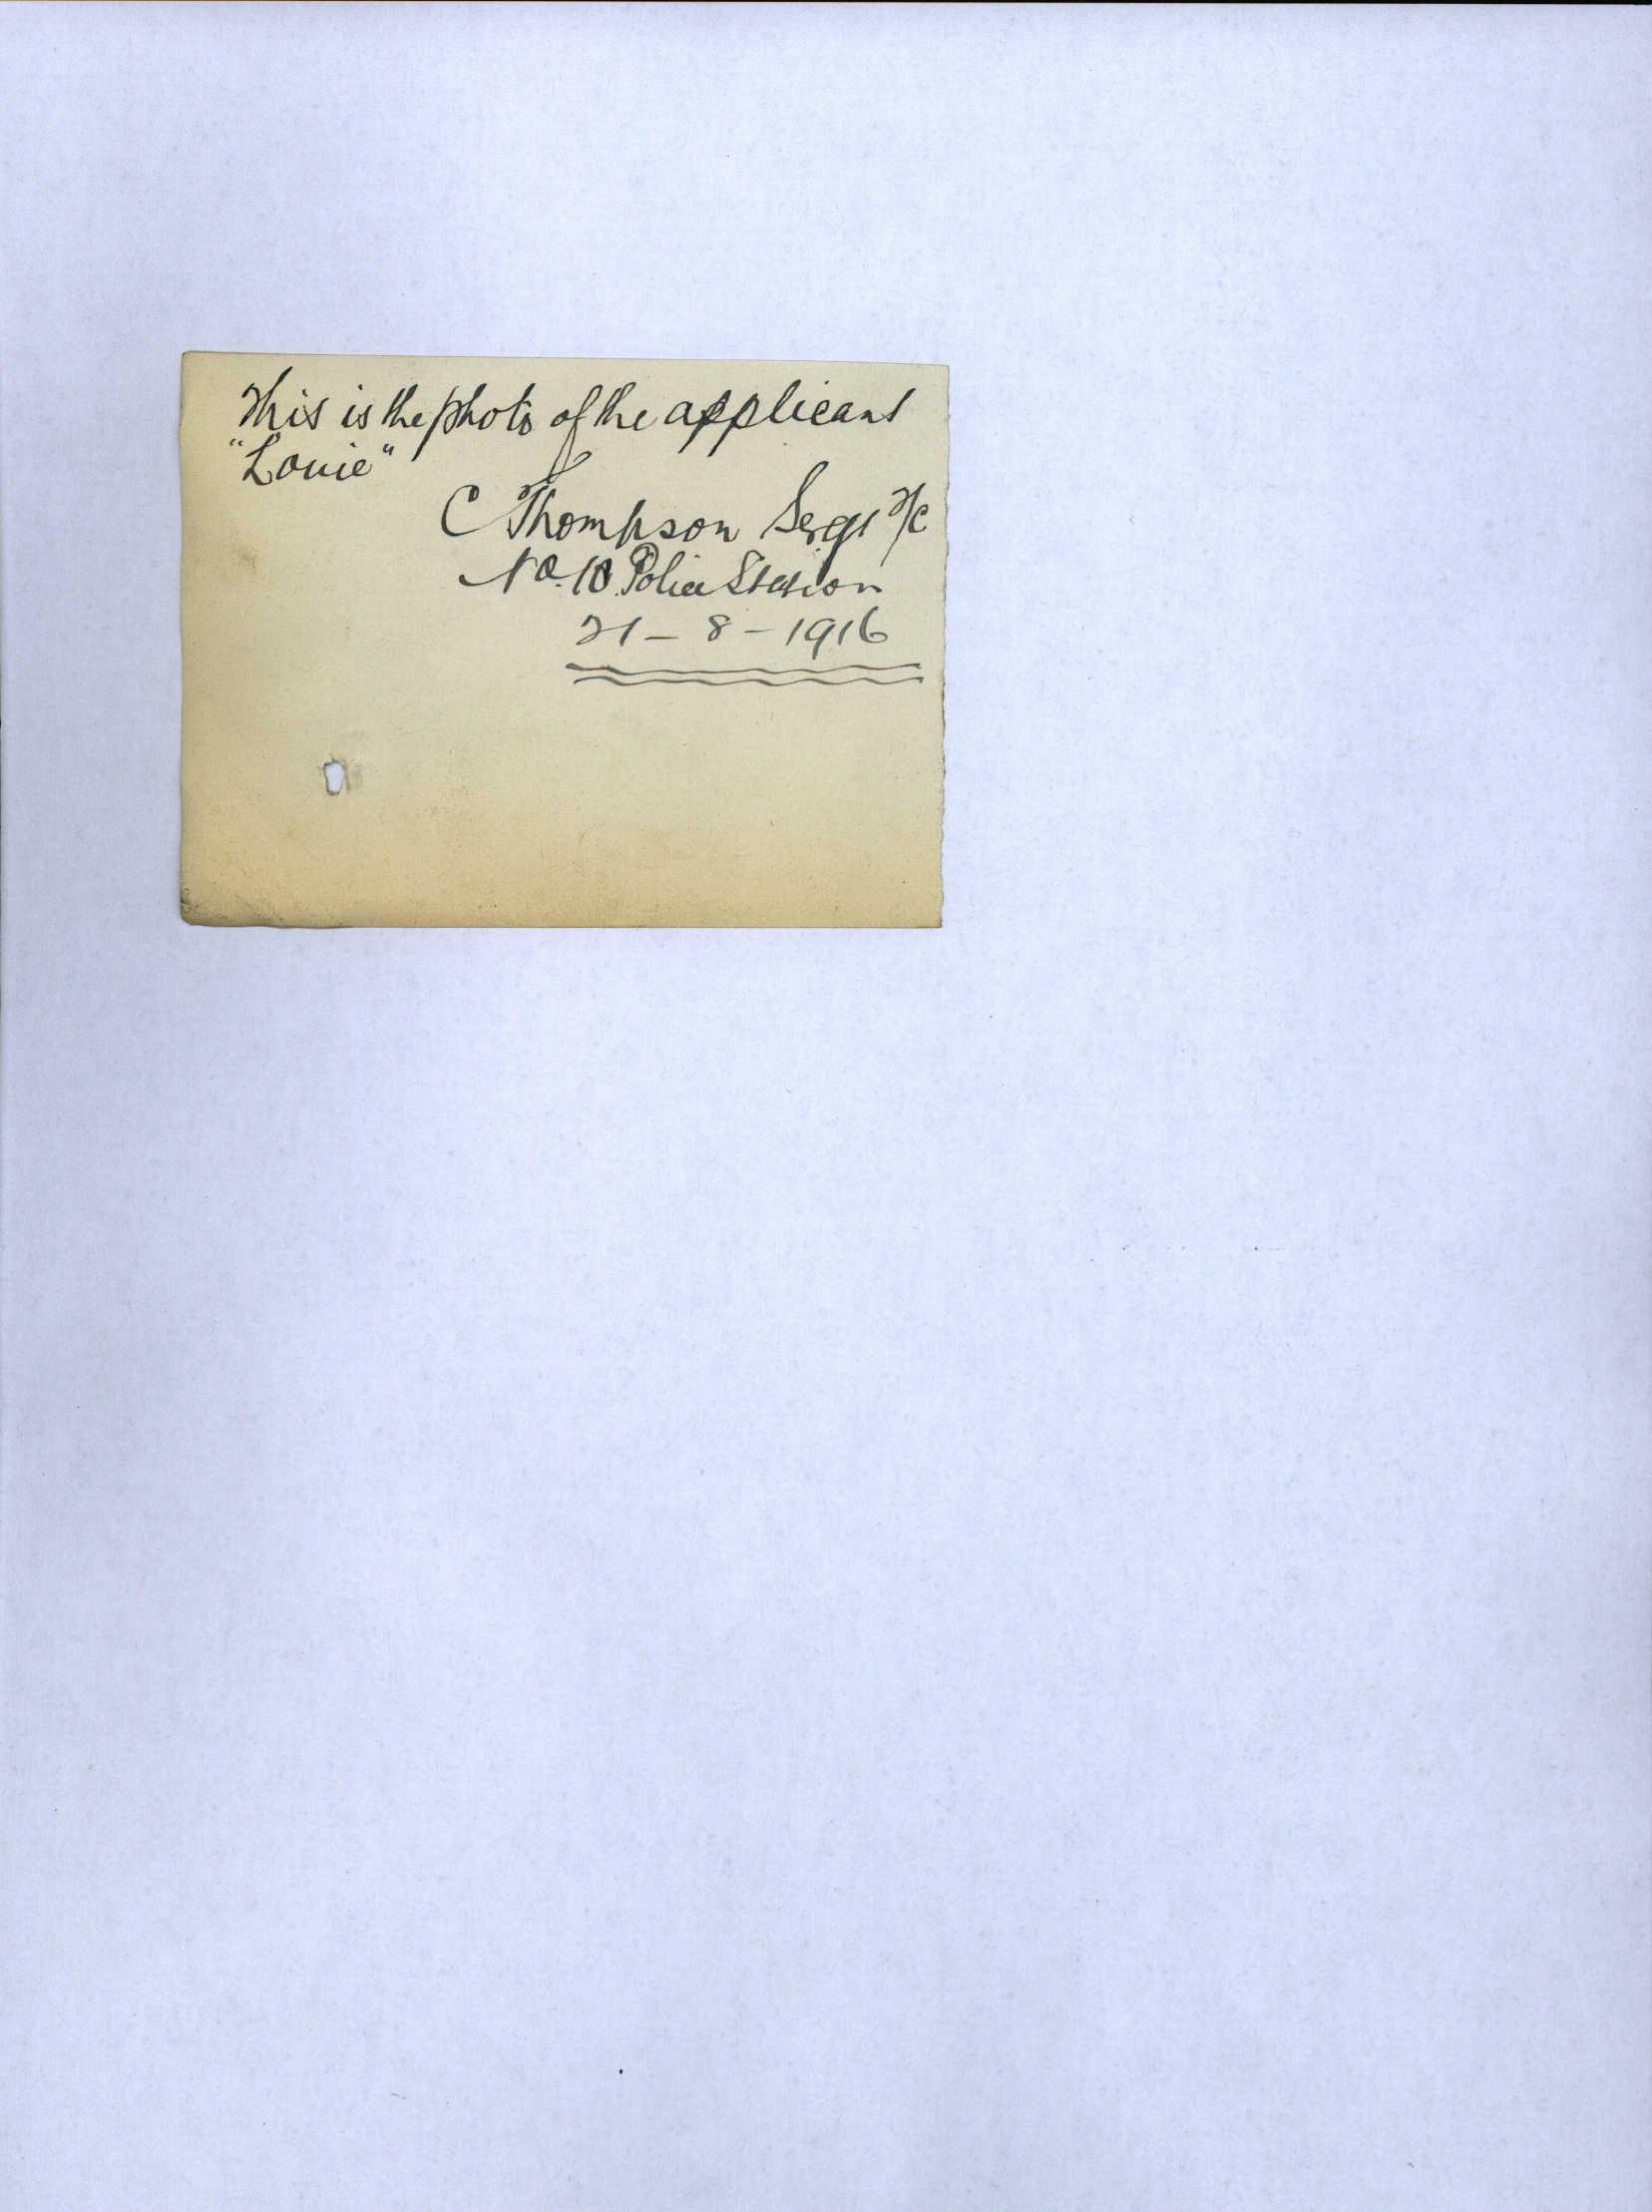 This is the photo of the applicant
"Louie"
C Thompson Sergt I/C
No. 10 Police Station
21 – 8 – 1916